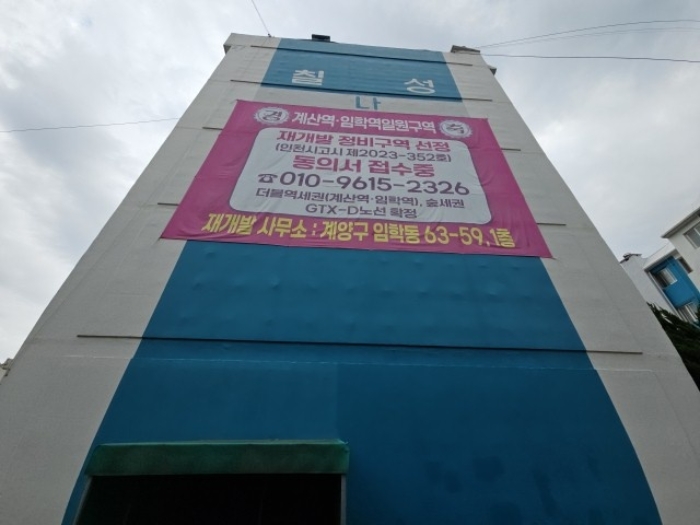 칠 성
나
경 계산역·임학역일원구역 축
재개발 정비구역 선정
(인천시고시 제2023-352호)
동의서 접수중
☎010-9615-2326
더블역세권(계산역·임학역), 숲세권
GTX-D노선 확정
재개발 사무소 : 계양구 임학동 63-59, 1층